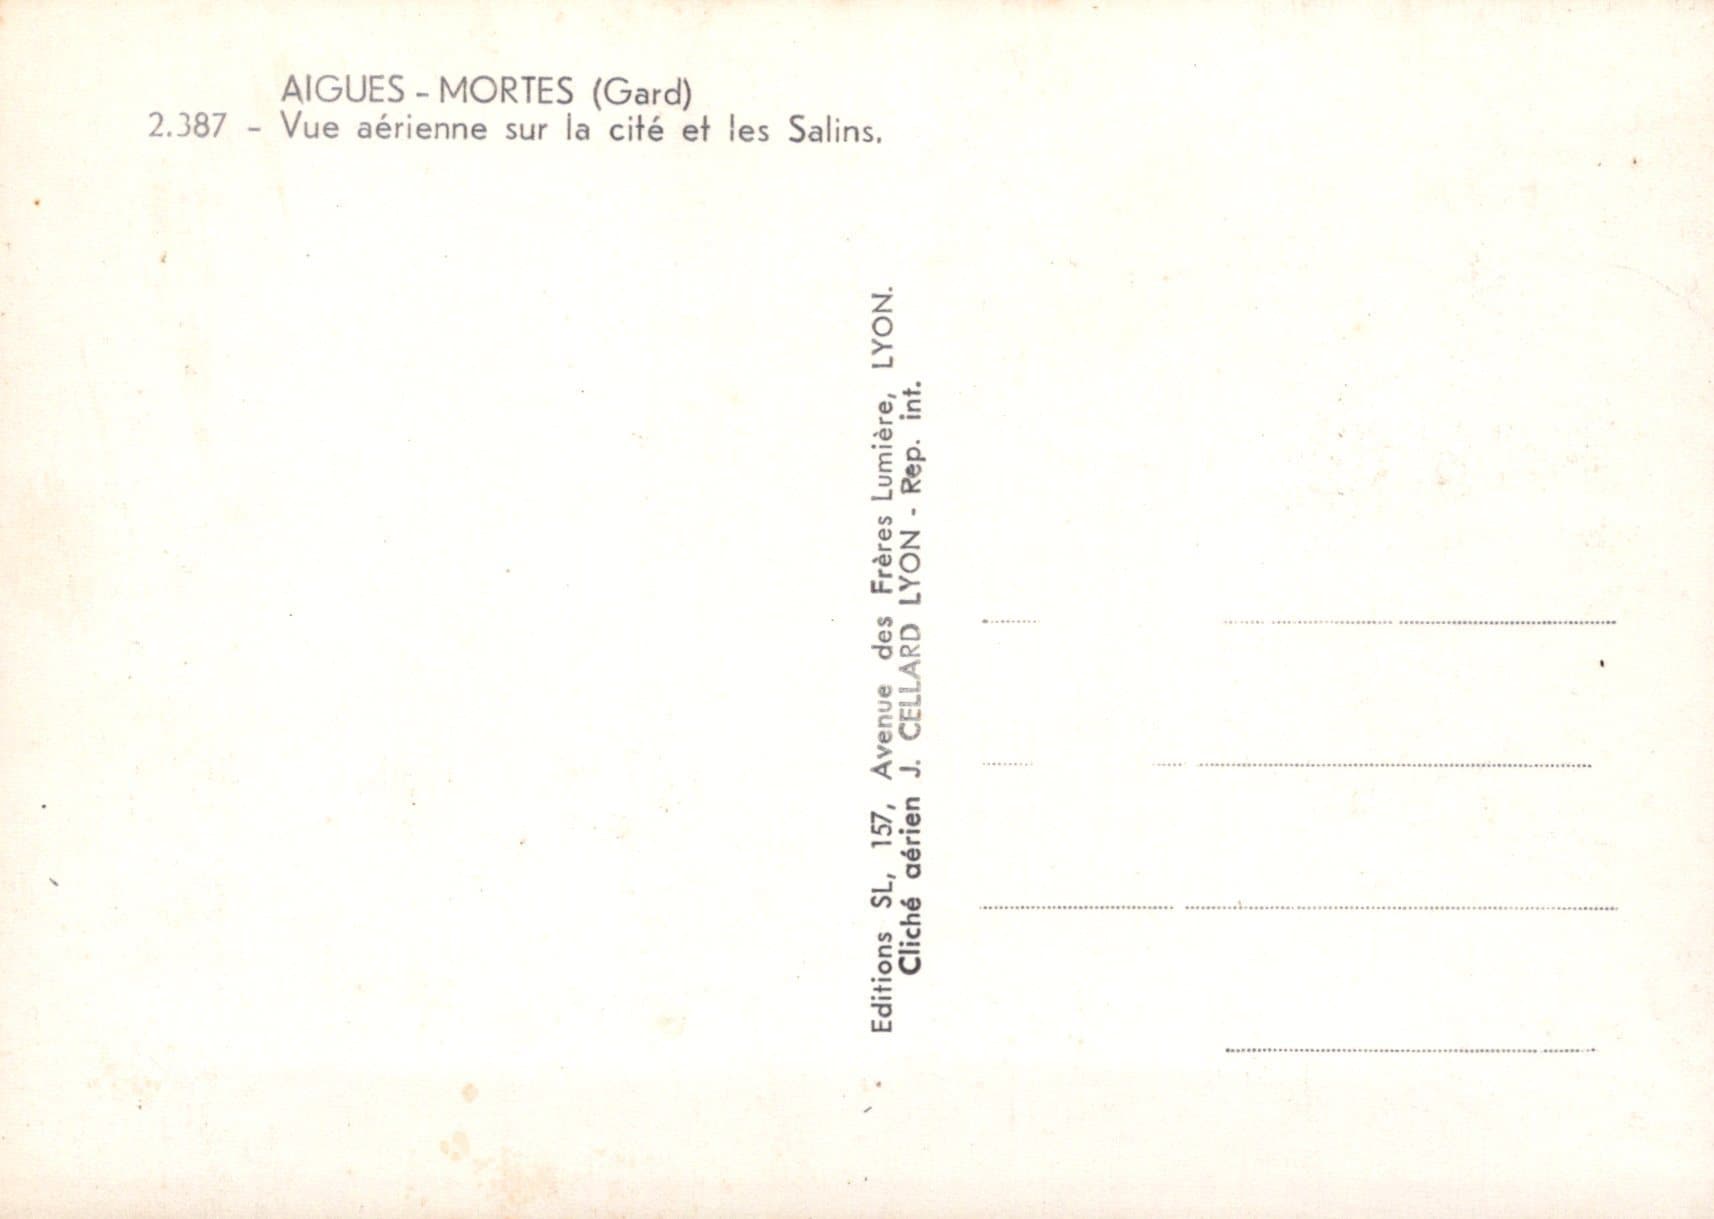 AIGUES - MORTES (Gard)
2.387 - Vue aérienne sur la cité et les Salins.
Editions SL, 157, Avenue des Frères Lumière, LYON.
Cliché aérien J. CELLARD LYON - Rep. int.